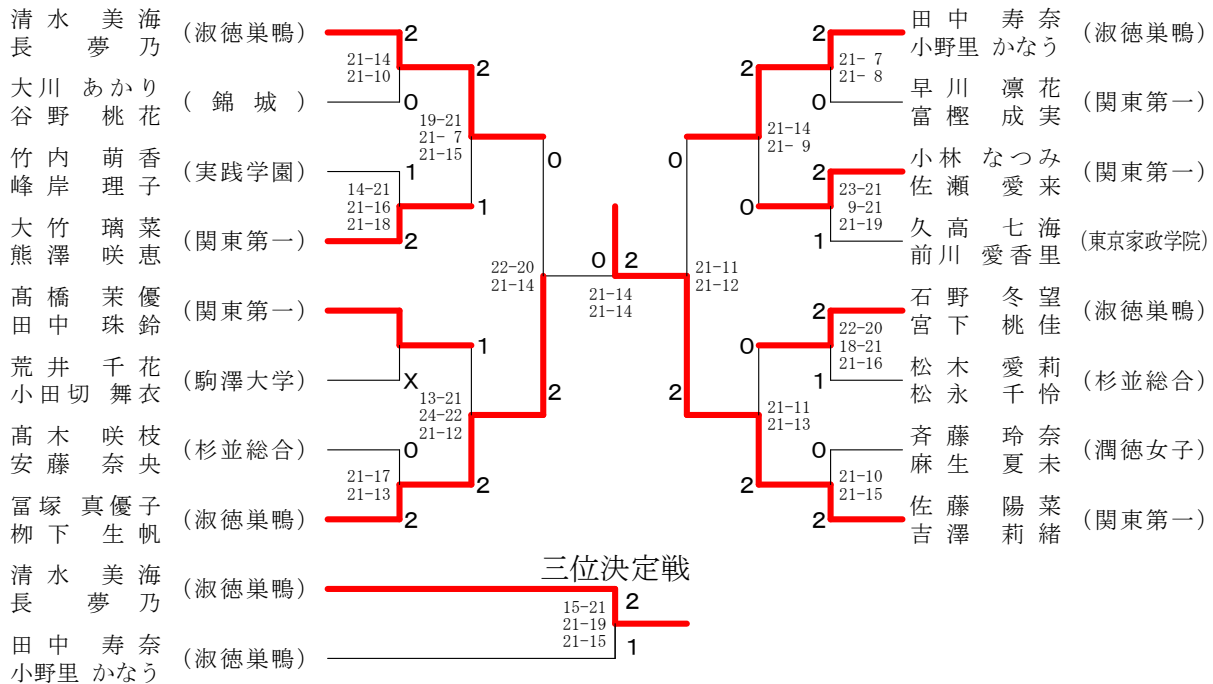 清水 美海
長 夢乃
(淑徳巣鴨)
2
21-14
21-10
大川 あかり
谷野 桃花
(錦城)
0
2
19-21
21- 7
21-15
竹内 萌香
峰岸 理子
(実践学園)
1
14-21
21-16
21-18
1
大竹 璃菜
熊澤 咲恵
(関東第一)
2
0
22-20
21-14
髙橋 茉優
田中 珠鈴
(関東第一)
1
荒井 千花
小田切 舞衣
(駒澤大学)
X
13-21
24-22
21-12
2
髙木 咲枝
安藤 奈央
(杉並総合)
0
21-17
21-13
2
冨塚 真優子
栁下 生帆
(淑徳巣鴨)
2
0
2
21-14
21-14
田中 寿奈
小野里 かなう
(淑徳巣鴨)
2
21- 7
21- 8
2
早川 凛花
富樫 成実
(関東第一)
0
21-14
21- 9
0
小林 なつみ
佐瀬 愛来
(関東第一)
2
23-21
9-21
21-19
0
久高 七海
前川 愛香里
(東京家政学院)
1
21-11
21-12
石野 冬望
宮下 桃佳
(淑徳巣鴨)
2
22-20
18-21
21-16
0
松木 愛莉
松永 千怜
(杉並総合)
1
21-11
21-13
2
斉藤 玲奈
麻生 夏未
(潤徳女子)
0
21-10
21-15
2
佐藤 陽菜
吉澤 莉緒
(関東第一)
2
三位決定戦
清水 美海
長 夢乃
(淑徳巣鴨)
2
15-21
21-19
21-15
田中 寿奈
小野里 かなう
(淑徳巣鴨)
1